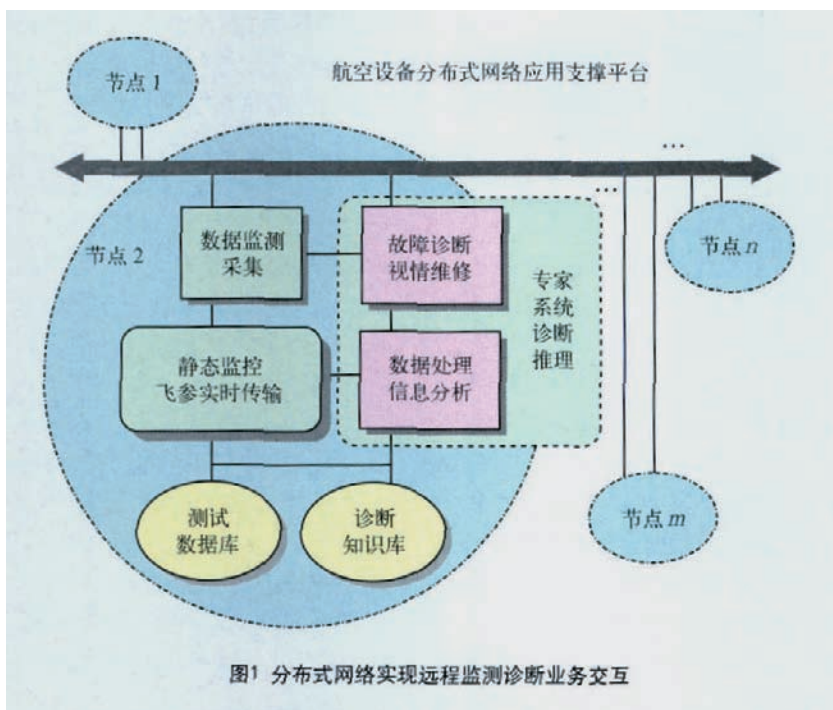 节点1
航空设备分布式网络应用支撑平台
...
...
节点2
数据监测
采集
故障诊断
视情维修
节点n
专家
系统
诊断
推理
静态监控
飞参实时传输
数据处理
信息分析
测试
数据库
诊断
知识库
节点m
图1 分布式网络实现远程监测诊断业务交互